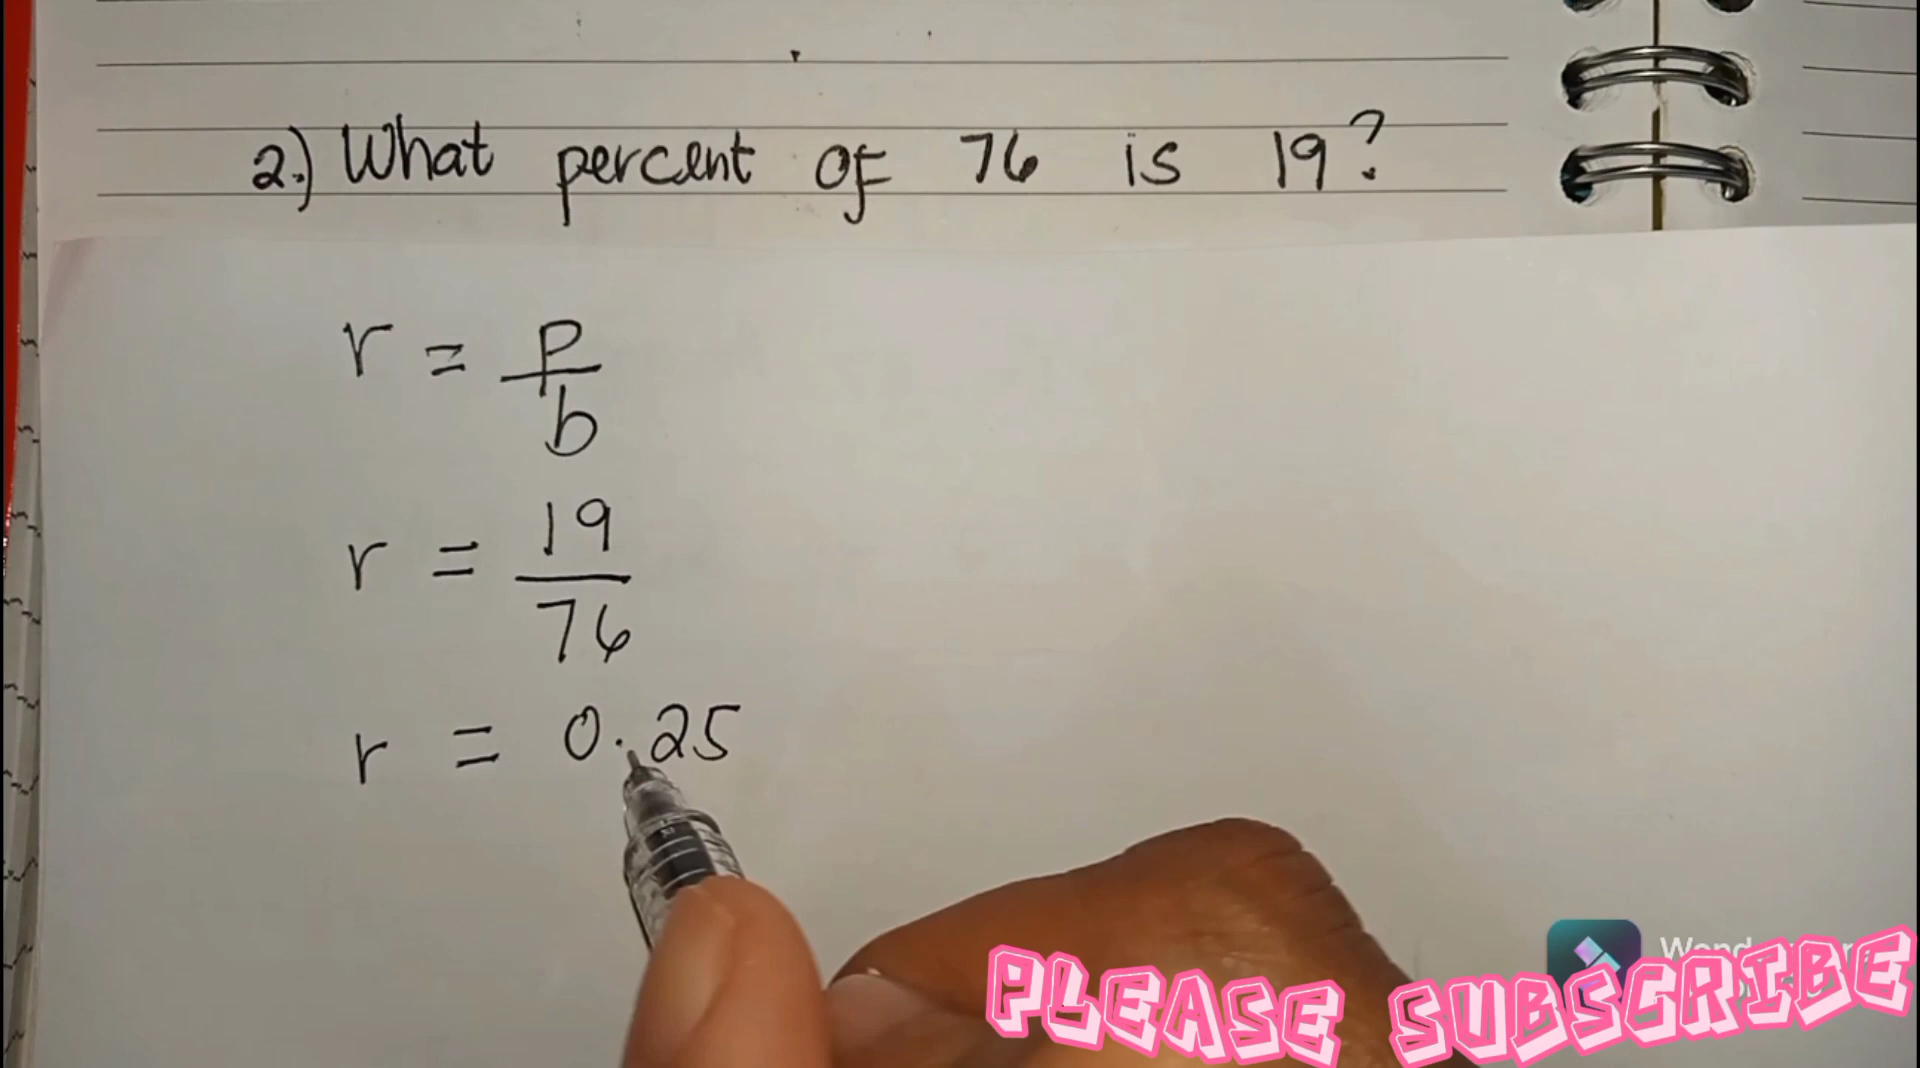 2.) What percent of 76 is 19?
r = p/b
r = 19/76
r = 0.25
PLEASE SUBSCRIBE